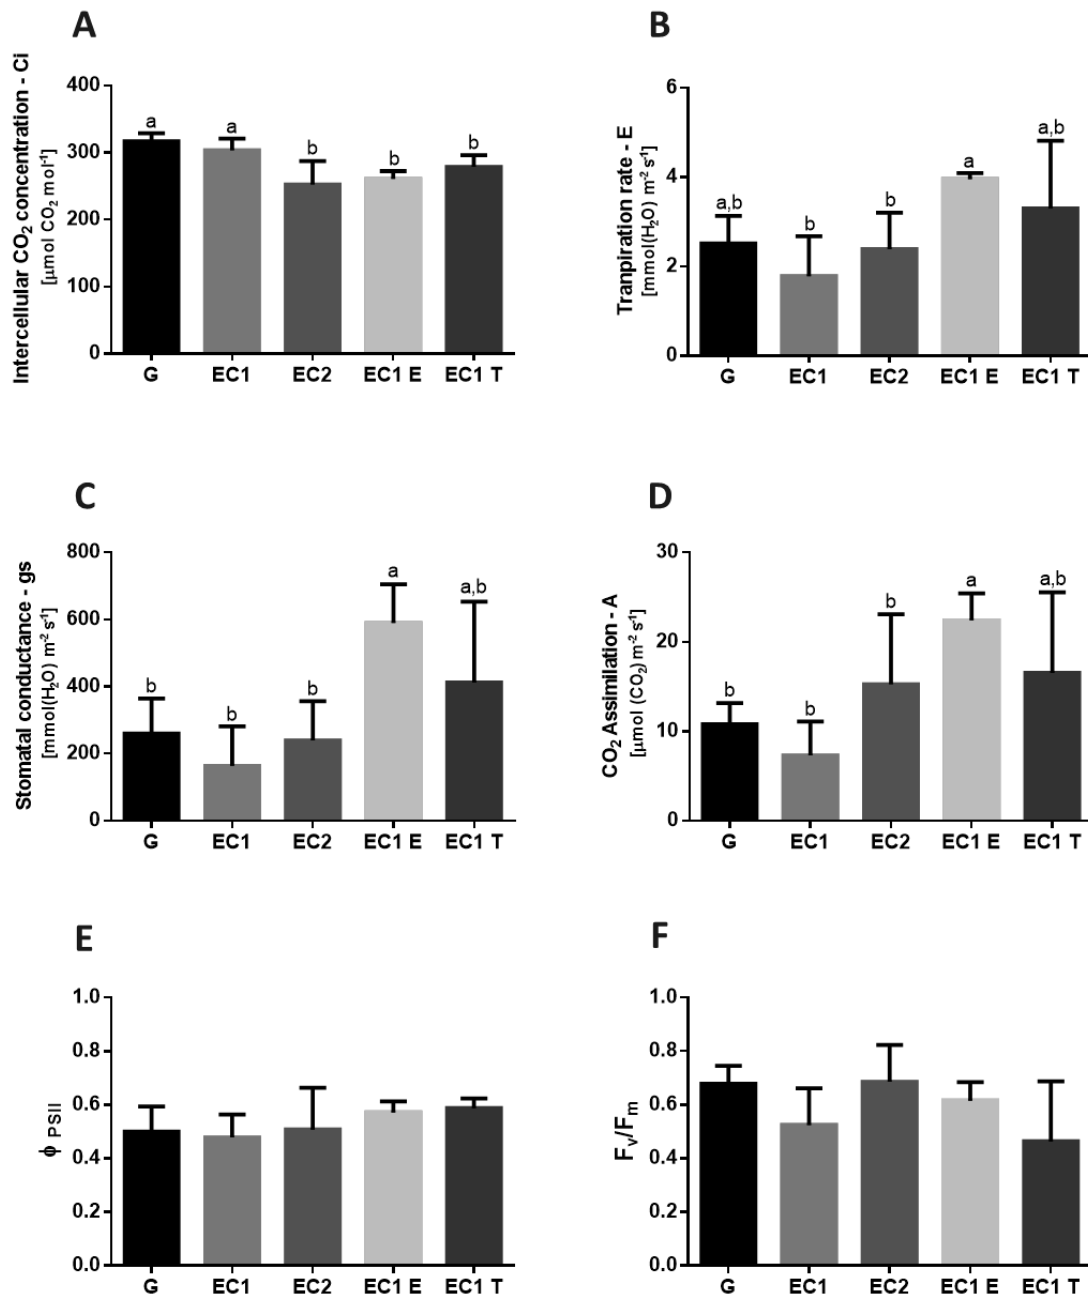 A
Intercellular CO₂ concentration - Ci
[µmol CO₂ mol⁻¹]
400
300
200
100
0
a
a
b
b
b
G EC1 EC2 EC1 E EC1 T
B
Tranpiration rate - E
[mmol(H₂O) m⁻² s⁻¹]
6
4
2
0
a,b
b
b
a
a,b
G EC1 EC2 EC1 E EC1 T
C
Stomatal conductance - gs
[mmol(H₂O) m⁻² s⁻¹]
800
600
400
200
0
b
b
b
a
a,b
G EC1 EC2 EC1 E EC1 T
D
CO₂ Assimilation - A
[µmol (CO₂) m⁻² s⁻¹]
30
20
10
0
b
b
b
a
a,b
G EC1 EC2 EC1 E EC1 T
E
ϕ PSII
1.0
0.8
0.6
0.4
0.2
0.0
G EC1 EC2 EC1 E EC1 T
F
Fᵥ/Fₘ
1.0
0.8
0.6
0.4
0.2
0.0
G EC1 EC2 EC1 E EC1 T